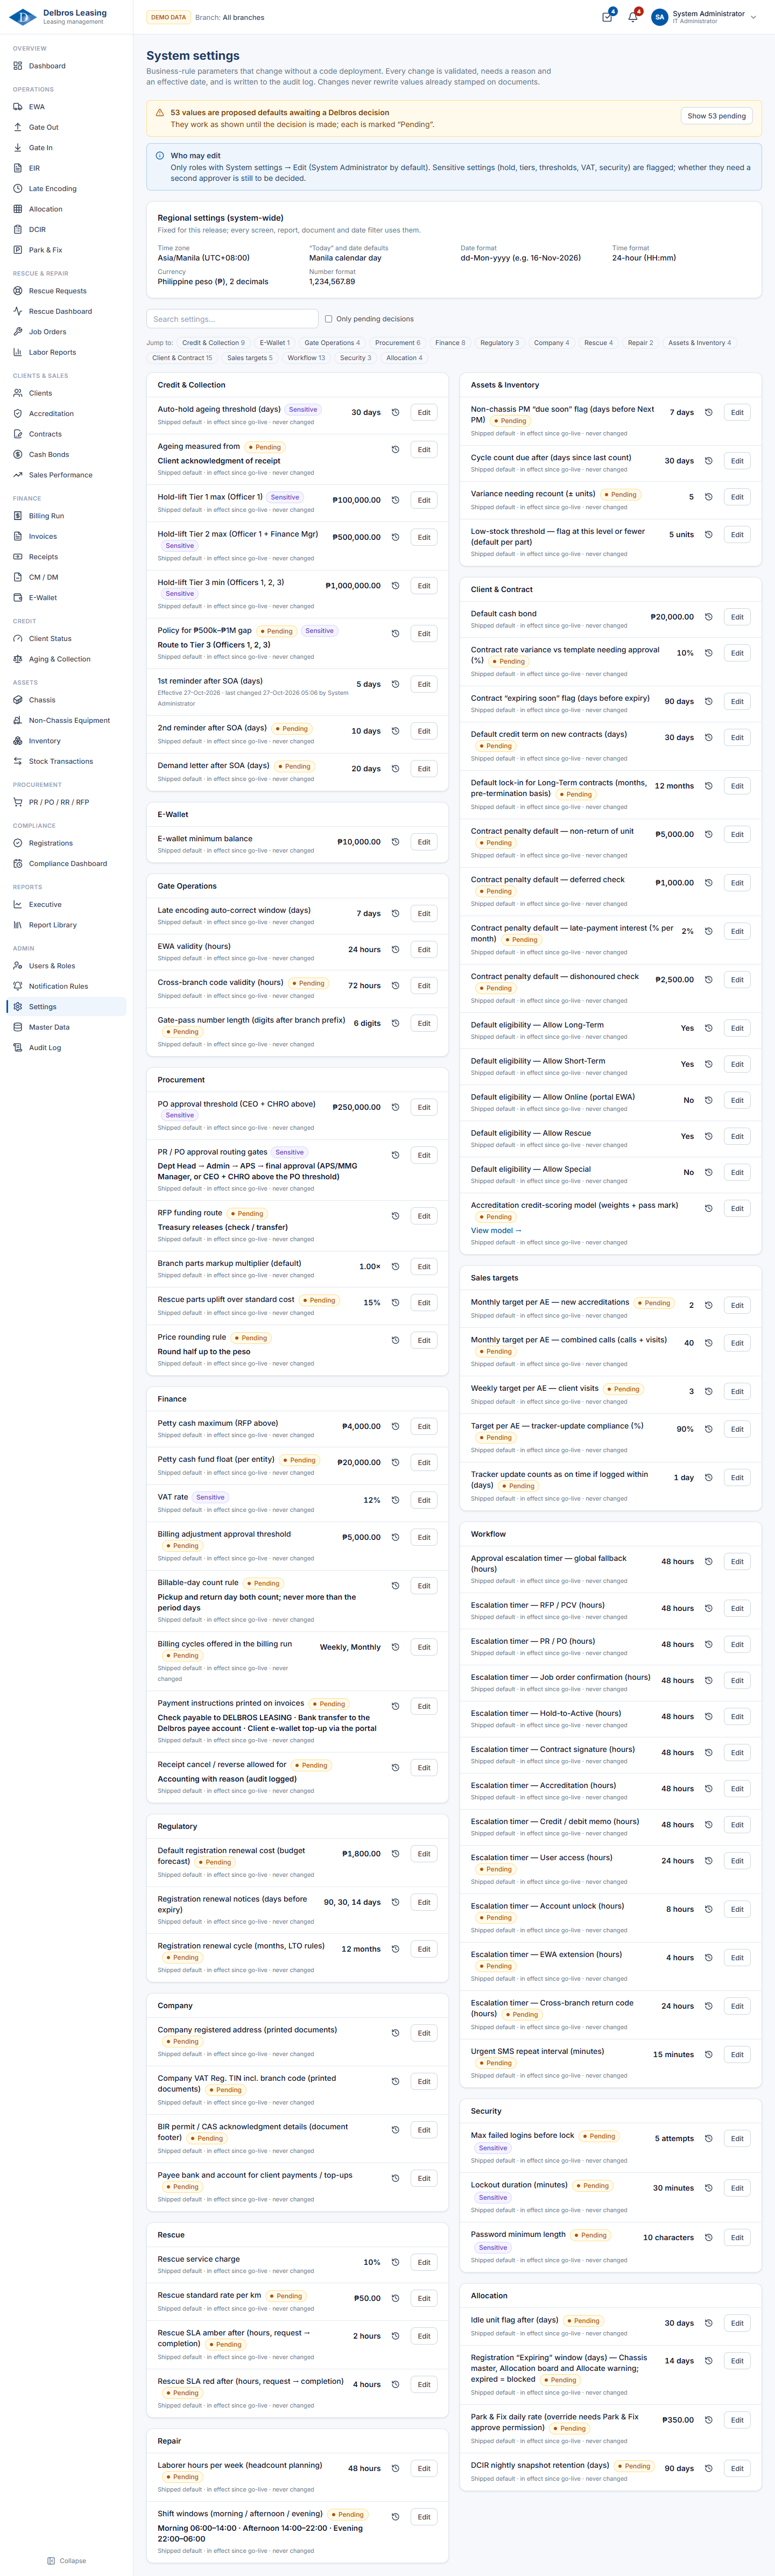 Delbros Leasing
Leasing management
DEMO DATA
Branch: All branches
4
4
SA
System Administrator
IT Administrator
OVERVIEW
Dashboard
OPERATIONS
EWA
Gate Out
Gate In
EIR
Late Encoding
Allocation
DCIR
Park & Fix
RESCUE & REPAIR
Rescue Requests
Rescue Dashboard
Job Orders
Labor Reports
CLIENTS & SALES
Clients
Accreditation
Contracts
Cash Bonds
Sales Performance
FINANCE
Billing Run
Invoices
Receipts
CM / DM
E-Wallet
CREDIT
Client Status
Aging & Collection
ASSETS
Chassis
Non-Chassis Equipment
Inventory
Stock Transactions
PROCUREMENT
PR / PO / RR / RFP
COMPLIANCE
Registrations
Compliance Dashboard
REPORTS
Executive
Report Library
ADMIN
Users & Roles
Notification Rules
Settings
Master Data
Audit Log
Collapse
System settings
Business-rule parameters that change without a code deployment. Every change is validated, needs a reason and
an effective date, and is written to the audit log. Changes never rewrite values already stamped on documents.
53 values are proposed defaults awaiting a Delbros decision
They work as shown until the decision is made; each is marked “Pending”.
Show 53 pending
Who may edit
Only roles with System settings → Edit (System Administrator by default). Sensitive settings (hold, tiers, thresholds, VAT, security) are flagged; whether they need a
second approver is still to be decided.
Regional settings (system-wide)
Fixed for this release; every screen, report, document and date filter uses them.
Time zone
Asia/Manila (UTC+08:00)
“Today” and date defaults
Manila calendar day
Date format
dd-Mon-yyyy (e.g. 16-Nov-2026)
Time format
24-hour (HH:mm)
Currency
Philippine peso (₱), 2 decimals
Number format
1,234,567.89
Search settings...
Only pending decisions
Jump to: Credit & Collection 9 E-Wallet 1 Gate Operations 4 Procurement 6 Finance 8 Regulatory 3 Company 4 Rescue 4 Repair 2 Assets & Inventory 4
Client & Contract 15 Sales targets 5 Workflow 13 Security 3 Allocation 4
Credit & Collection
Auto-hold ageing threshold (days) Sensitive 30 days Edit
Shipped default · in effect since go-live · never changed
Ageing measured from Pending Edit
Client acknowledgment of receipt
Shipped default · in effect since go-live · never changed
Hold-lift Tier 1 max (Officer 1) Sensitive ₱100,000.00 Edit
Shipped default · in effect since go-live · never changed
Hold-lift Tier 2 max (Officer 1 + Finance Mgr) ₱500,000.00 Edit
Sensitive
Shipped default · in effect since go-live · never changed
Hold-lift Tier 3 min (Officers 1, 2, 3) ₱1,000,000.00 Edit
Sensitive
Shipped default · in effect since go-live · never changed
Policy for ₱500k–₱1M gap Pending Sensitive Edit
Route to Tier 3 (Officers 1, 2, 3)
Shipped default · in effect since go-live · never changed
1st reminder after SOA (days) 5 days Edit
Effective 27-Oct-2026 · last changed 27-Oct-2026 05:06 by System
Administrator
2nd reminder after SOA (days) Pending 10 days Edit
Shipped default · in effect since go-live · never changed
Demand letter after SOA (days) Pending 20 days Edit
Shipped default · in effect since go-live · never changed
E-Wallet
E-wallet minimum balance ₱10,000.00 Edit
Shipped default · in effect since go-live · never changed
Gate Operations
Late encoding auto-correct window (days) 7 days Edit
Shipped default · in effect since go-live · never changed
EWA validity (hours) 24 hours Edit
Shipped default · in effect since go-live · never changed
Cross-branch code validity (hours) Pending 72 hours Edit
Shipped default · in effect since go-live · never changed
Gate-pass number length (digits after branch prefix) 6 digits Edit
Pending
Shipped default · in effect since go-live · never changed
Procurement
PO approval threshold (CEO + CHRO above) ₱250,000.00 Edit
Sensitive
Shipped default · in effect since go-live · never changed
PR / PO approval routing gates Sensitive Edit
Dept Head → Admin → APS → final approval (APS/MMG
Manager, or CEO + CHRO above the PO threshold)
Shipped default · in effect since go-live · never changed
RFP funding route Pending Edit
Treasury releases (check / transfer)
Shipped default · in effect since go-live · never changed
Branch parts markup multiplier (default) 1.00× Edit
Shipped default · in effect since go-live · never changed
Rescue parts uplift over standard cost Pending 15% Edit
Shipped default · in effect since go-live · never changed
Price rounding rule Pending Edit
Round half up to the peso
Shipped default · in effect since go-live · never changed
Finance
Petty cash maximum (RFP above) ₱4,000.00 Edit
Shipped default · in effect since go-live · never changed
Petty cash fund float (per entity) Pending ₱20,000.00 Edit
Shipped default · in effect since go-live · never changed
VAT rate Sensitive 12% Edit
Shipped default · in effect since go-live · never changed
Billing adjustment approval threshold ₱5,000.00 Edit
Pending
Shipped default · in effect since go-live · never changed
Billable-day count rule Pending Edit
Pickup and return day both count; never more than the
period days
Shipped default · in effect since go-live · never changed
Billing cycles offered in the billing run Weekly, Monthly Edit
Pending
Shipped default · in effect since go-live · never
changed
Payment instructions printed on invoices Pending Edit
Check payable to DELBROS LEASING · Bank transfer to the
Delbros payee account · Client e-wallet top-up via the portal
Shipped default · in effect since go-live · never changed
Receipt cancel / reverse allowed for Pending Edit
Accounting with reason (audit logged)
Shipped default · in effect since go-live · never changed
Regulatory
Default registration renewal cost (budget ₱1,800.00 Edit
forecast) Pending
Shipped default · in effect since go-live · never changed
Registration renewal notices (days before 90, 30, 14 days Edit
expiry)
Shipped default · in effect since go-live · never changed
Registration renewal cycle (months, LTO rules) 12 months Edit
Pending
Shipped default · in effect since go-live · never changed
Company
Company registered address (printed documents) Edit
Pending
Shipped default · in effect since go-live · never changed
Company VAT Reg. TIN incl. branch code (printed Edit
documents) Pending
Shipped default · in effect since go-live · never changed
BIR permit / CAS acknowledgment details (document Edit
footer) Pending
Shipped default · in effect since go-live · never changed
Payee bank and account for client payments / top-ups Edit
Pending
Shipped default · in effect since go-live · never changed
Rescue
Rescue service charge 10% Edit
Shipped default · in effect since go-live · never changed
Rescue standard rate per km Pending ₱50.00 Edit
Shipped default · in effect since go-live · never changed
Rescue SLA amber after (hours, request → 2 hours Edit
completion) Pending
Shipped default · in effect since go-live · never changed
Rescue SLA red after (hours, request → completion) 4 hours Edit
Pending
Shipped default · in effect since go-live · never changed
Repair
Laborer hours per week (headcount planning) 48 hours Edit
Pending
Shipped default · in effect since go-live · never changed
Shift windows (morning / afternoon / evening) Pending Edit
Morning 06:00–14:00 · Afternoon 14:00–22:00 · Evening
22:00–06:00
Shipped default · in effect since go-live · never changed
Assets & Inventory
Non-chassis PM “due soon” flag (days before Next 7 days Edit
PM) Pending
Shipped default · in effect since go-live · never changed
Cycle count due after (days since last count) 30 days Edit
Shipped default · in effect since go-live · never changed
Variance needing recount (± units) Pending 5 Edit
Shipped default · in effect since go-live · never changed
Low-stock threshold — flag at this level or fewer 5 units Edit
(default per part)
Shipped default · in effect since go-live · never changed
Client & Contract
Default cash bond ₱20,000.00 Edit
Shipped default · in effect since go-live · never changed
Contract rate variance vs template needing approval 10% Edit
(%) Pending
Shipped default · in effect since go-live · never changed
Contract “expiring soon” flag (days before expiry) 90 days Edit
Shipped default · in effect since go-live · never changed
Default credit term on new contracts (days) 30 days Edit
Pending
Shipped default · in effect since go-live · never changed
Default lock-in for Long-Term contracts (months, 12 months Edit
pre-termination basis) Pending
Shipped default · in effect since go-live · never changed
Contract penalty default — non-return of unit ₱5,000.00 Edit
Pending
Shipped default · in effect since go-live · never changed
Contract penalty default — deferred check ₱1,000.00 Edit
Pending
Shipped default · in effect since go-live · never changed
Contract penalty default — late-payment interest (% per 2% Edit
month) Pending
Shipped default · in effect since go-live · never changed
Contract penalty default — dishonoured check ₱2,500.00 Edit
Pending
Shipped default · in effect since go-live · never changed
Default eligibility — Allow Long-Term Yes Edit
Shipped default · in effect since go-live · never changed
Default eligibility — Allow Short-Term Yes Edit
Shipped default · in effect since go-live · never changed
Default eligibility — Allow Online (portal EWA) No Edit
Shipped default · in effect since go-live · never changed
Default eligibility — Allow Rescue Yes Edit
Shipped default · in effect since go-live · never changed
Default eligibility — Allow Special No Edit
Shipped default · in effect since go-live · never changed
Accreditation credit-scoring model (weights + pass mark) Edit
Pending
View model →
Shipped default · in effect since go-live · never changed
Sales targets
Monthly target per AE — new accreditations Pending 2 Edit
Shipped default · in effect since go-live · never changed
Monthly target per AE — combined calls (calls + visits) 40 Edit
Pending
Shipped default · in effect since go-live · never changed
Weekly target per AE — client visits Pending 3 Edit
Shipped default · in effect since go-live · never changed
Target per AE — tracker-update compliance (%) 90% Edit
Pending
Shipped default · in effect since go-live · never changed
Tracker update counts as on time if logged within 1 day Edit
(days) Pending
Shipped default · in effect since go-live · never changed
Workflow
Approval escalation timer — global fallback 48 hours Edit
(hours)
Shipped default · in effect since go-live · never changed
Escalation timer — RFP / PCV (hours) 48 hours Edit
Shipped default · in effect since go-live · never changed
Escalation timer — PR / PO (hours) 48 hours Edit
Shipped default · in effect since go-live · never changed
Escalation timer — Job order confirmation (hours) 48 hours Edit
Shipped default · in effect since go-live · never changed
Escalation timer — Hold-to-Active (hours) 48 hours Edit
Shipped default · in effect since go-live · never changed
Escalation timer — Contract signature (hours) 48 hours Edit
Shipped default · in effect since go-live · never changed
Escalation timer — Accreditation (hours) 48 hours Edit
Shipped default · in effect since go-live · never changed
Escalation timer — Credit / debit memo (hours) 48 hours Edit
Shipped default · in effect since go-live · never changed
Escalation timer — User access (hours) 24 hours Edit
Pending
Shipped default · in effect since go-live · never changed
Escalation timer — Account unlock (hours) 8 hours Edit
Pending
Shipped default · in effect since go-live · never changed
Escalation timer — EWA extension (hours) 4 hours Edit
Pending
Shipped default · in effect since go-live · never changed
Escalation timer — Cross-branch return code 24 hours Edit
(hours) Pending
Shipped default · in effect since go-live · never changed
Urgent SMS repeat interval (minutes) 15 minutes Edit
Pending
Shipped default · in effect since go-live · never changed
Security
Max failed logins before lock Pending 5 attempts Edit
Sensitive
Shipped default · in effect since go-live · never changed
Lockout duration (minutes) Pending 30 minutes Edit
Sensitive
Shipped default · in effect since go-live · never changed
Password minimum length Pending 10 characters Edit
Sensitive
Shipped default · in effect since go-live · never changed
Allocation
Idle unit flag after (days) Pending 30 days Edit
Shipped default · in effect since go-live · never changed
Registration “Expiring” window (days) — Chassis 14 days Edit
master, Allocation board and Allocate warning;
expired = blocked Pending
Shipped default · in effect since go-live · never changed
Park & Fix daily rate (override needs Park & Fix ₱350.00 Edit
approve permission) Pending
Shipped default · in effect since go-live · never changed
DCIR nightly snapshot retention (days) Pending 90 days Edit
Shipped default · in effect since go-live · never changed